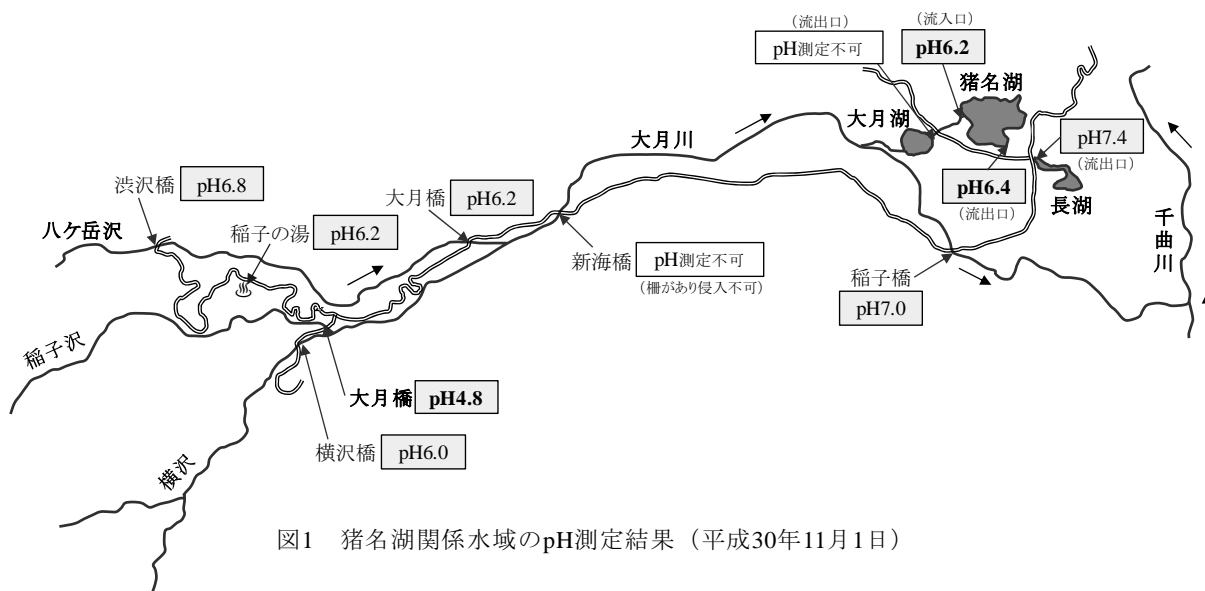 (流出口)
pH測定不可
(流入口)
pH6.2
猪名湖
大月湖
大月川
pH7.4
(流出口)
pH6.4
(流出口)
長湖
千曲川
渋沢橋 pH6.8
大月橋 pH6.2
八ケ岳沢
稲子の湯 pH6.2
新海橋 pH測定不可
(柵があり侵入不可)
稲子橋
pH7.0
稲子沢
大月橋 pH4.8
横沢橋 pH6.0
横沢
図1 猪名湖関係水域のpH測定結果(平成30年11月1日)